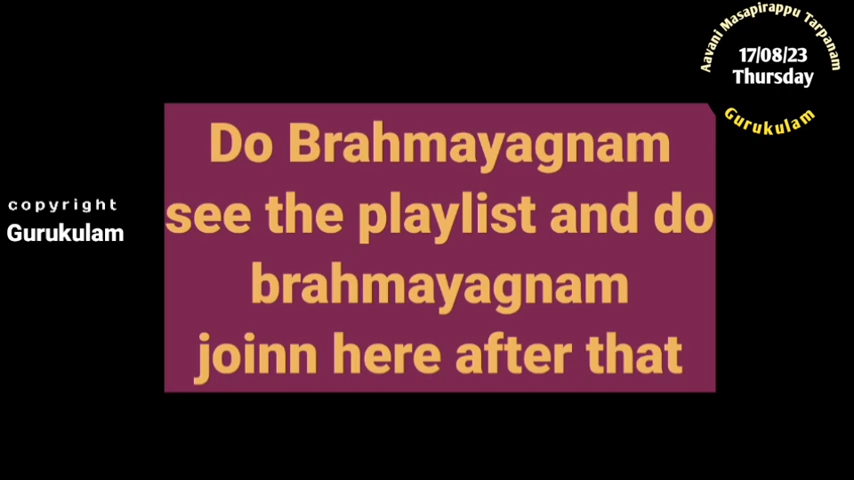 Aavani Masapirappu Tarpanam
17/08/23
Thursday
Gurukulam
Do Brahmayagnam
see the playlist and do
brahmayagnam
joinn here after that
copyright
Gurukulam